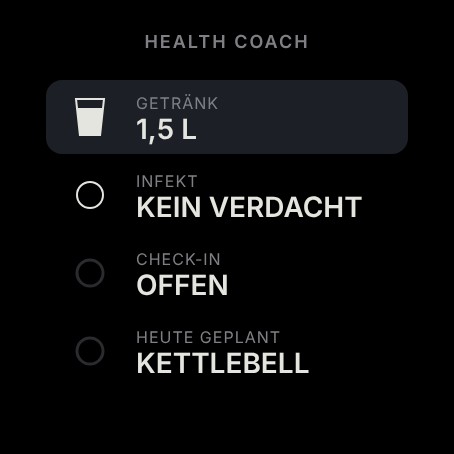 HEALTH COACH
GETRÄNK
1,5 L
INFEKT
KEIN VERDACHT
CHECK-IN
OFFEN
HEUTE GEPLANT
KETTLEBELL